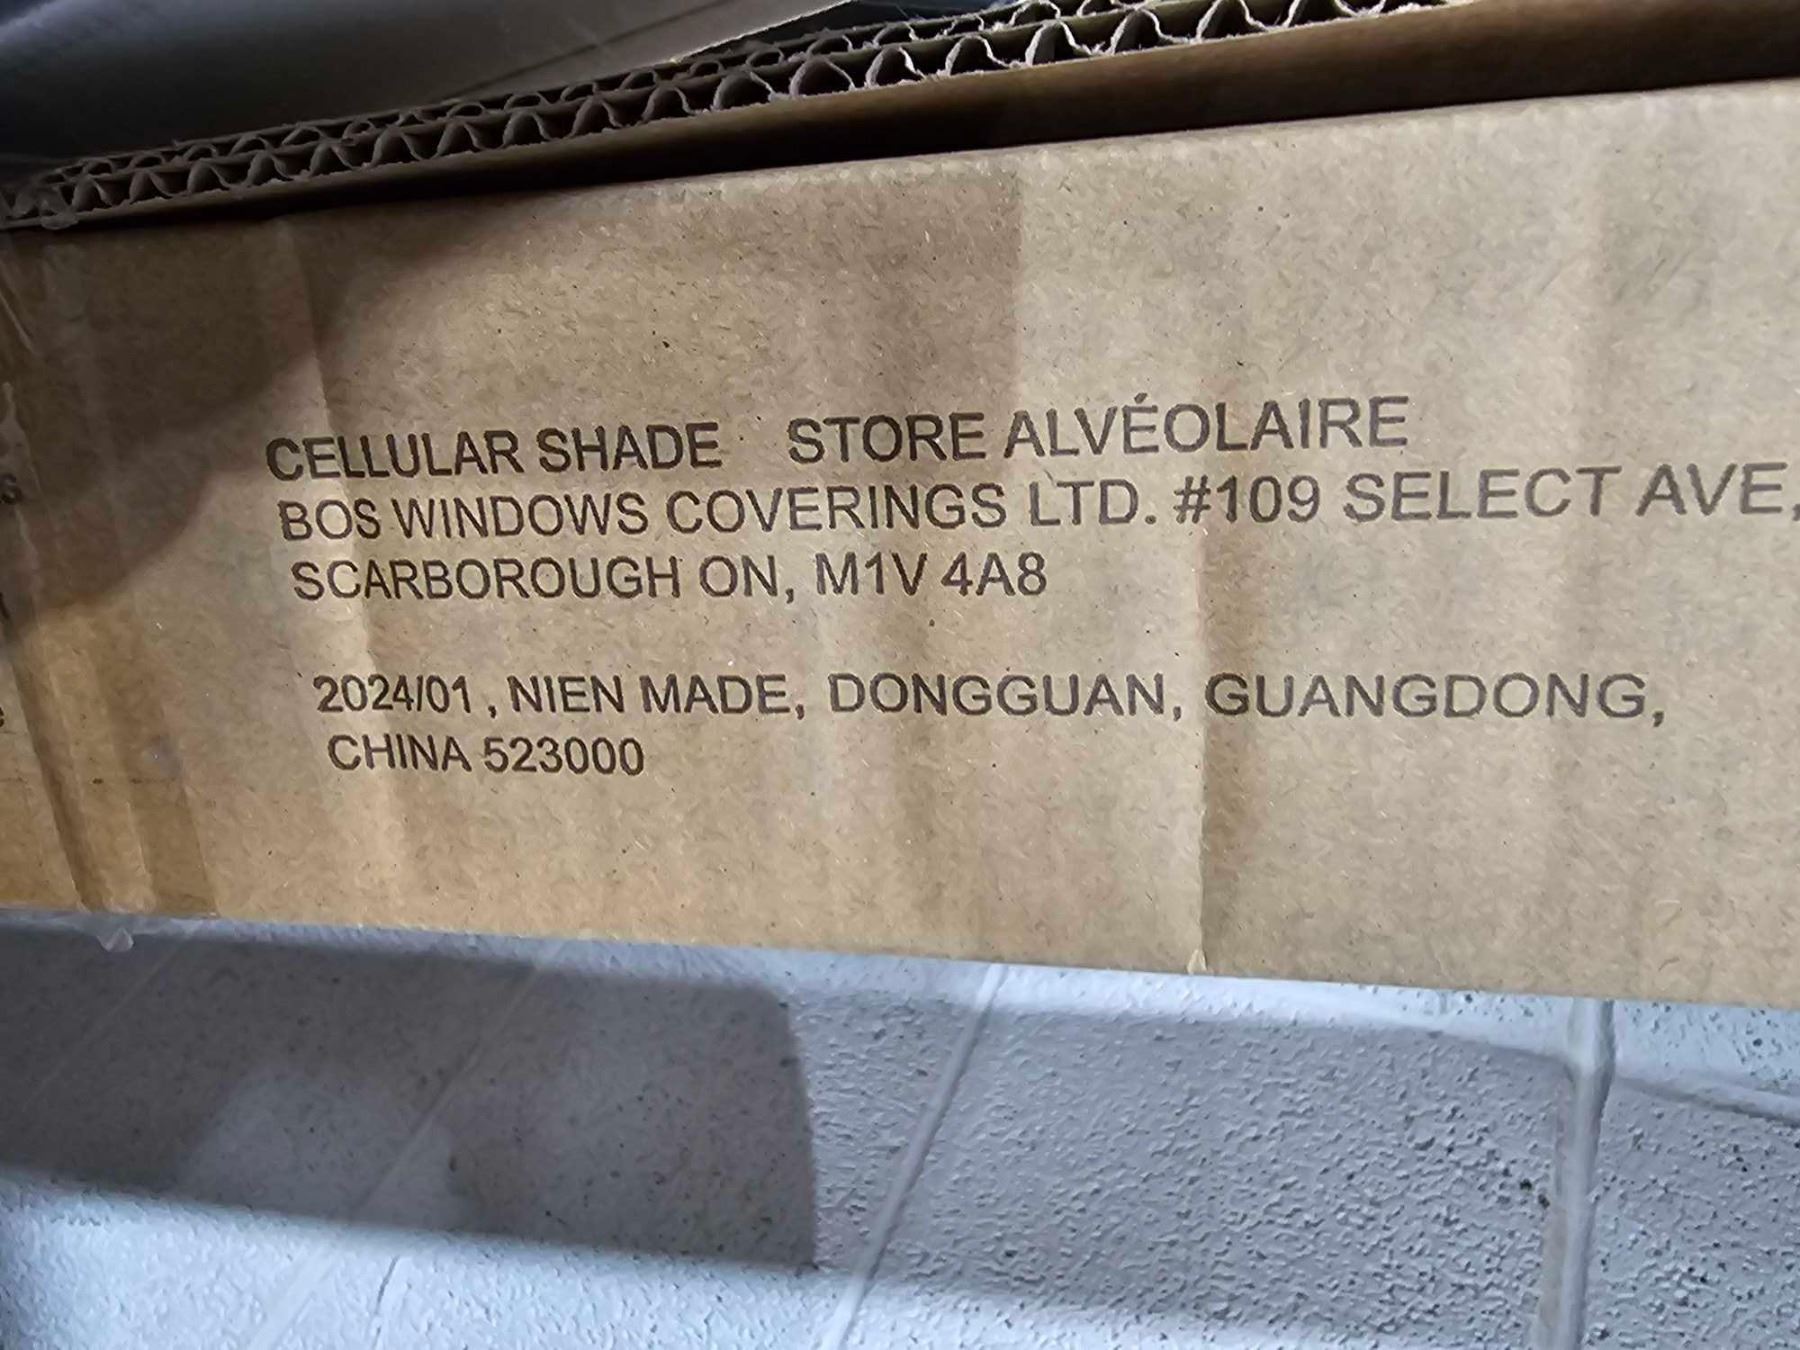 CELLULAR SHADE STORE ALVÉOLAIRE
BOS WINDOWS COVERINGS LTD. #109 SELECT AVE,
SCARBOROUGH ON, M1V 4A8
2024/01, NIEN MADE, DONGGUAN, GUANGDONG,
CHINA 523000